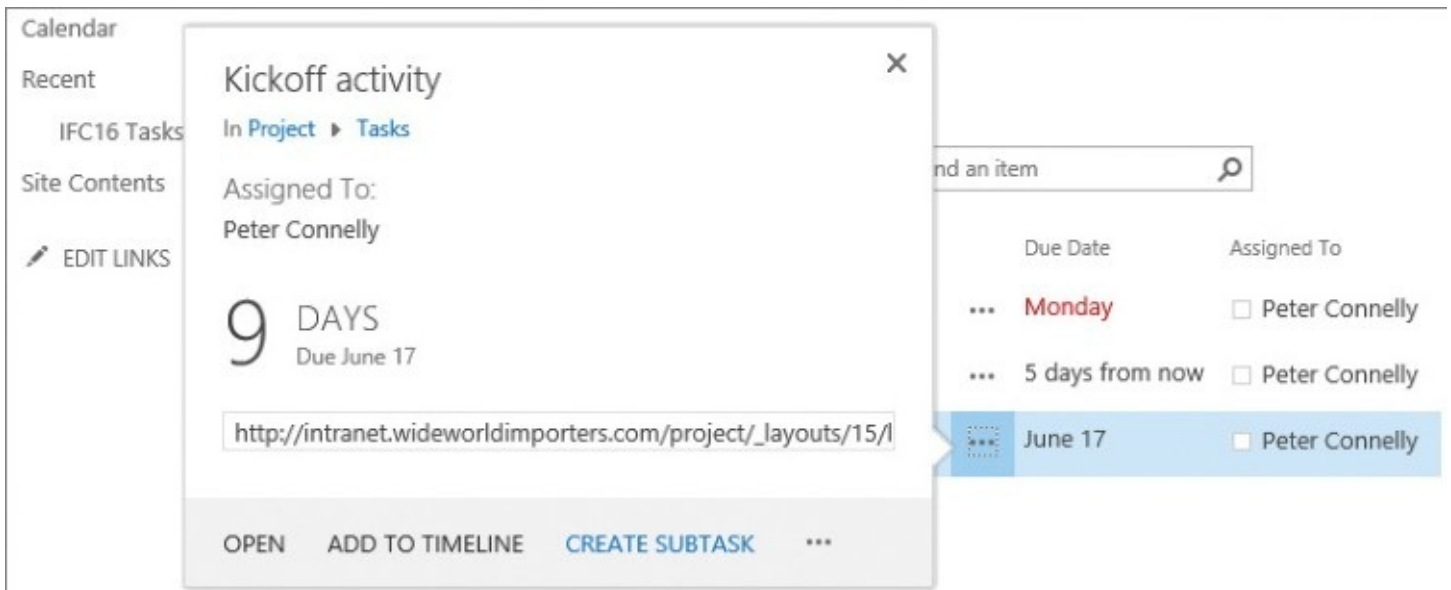 Calendar
Recent
IFC16 Tasks
Site Contents
EDIT LINKS
Kickoff activity
In Project ▸ Tasks
Assigned To:
Peter Connelly
9 DAYS
Due June 17
http://intranet.wideworldimporters.com/project/_layouts/15/l
OPEN ADD TO TIMELINE CREATE SUBTASK ...
nd an item
Due Date Assigned To
... Monday Peter Connelly
... 5 days from now Peter Connelly
... June 17 Peter Connelly